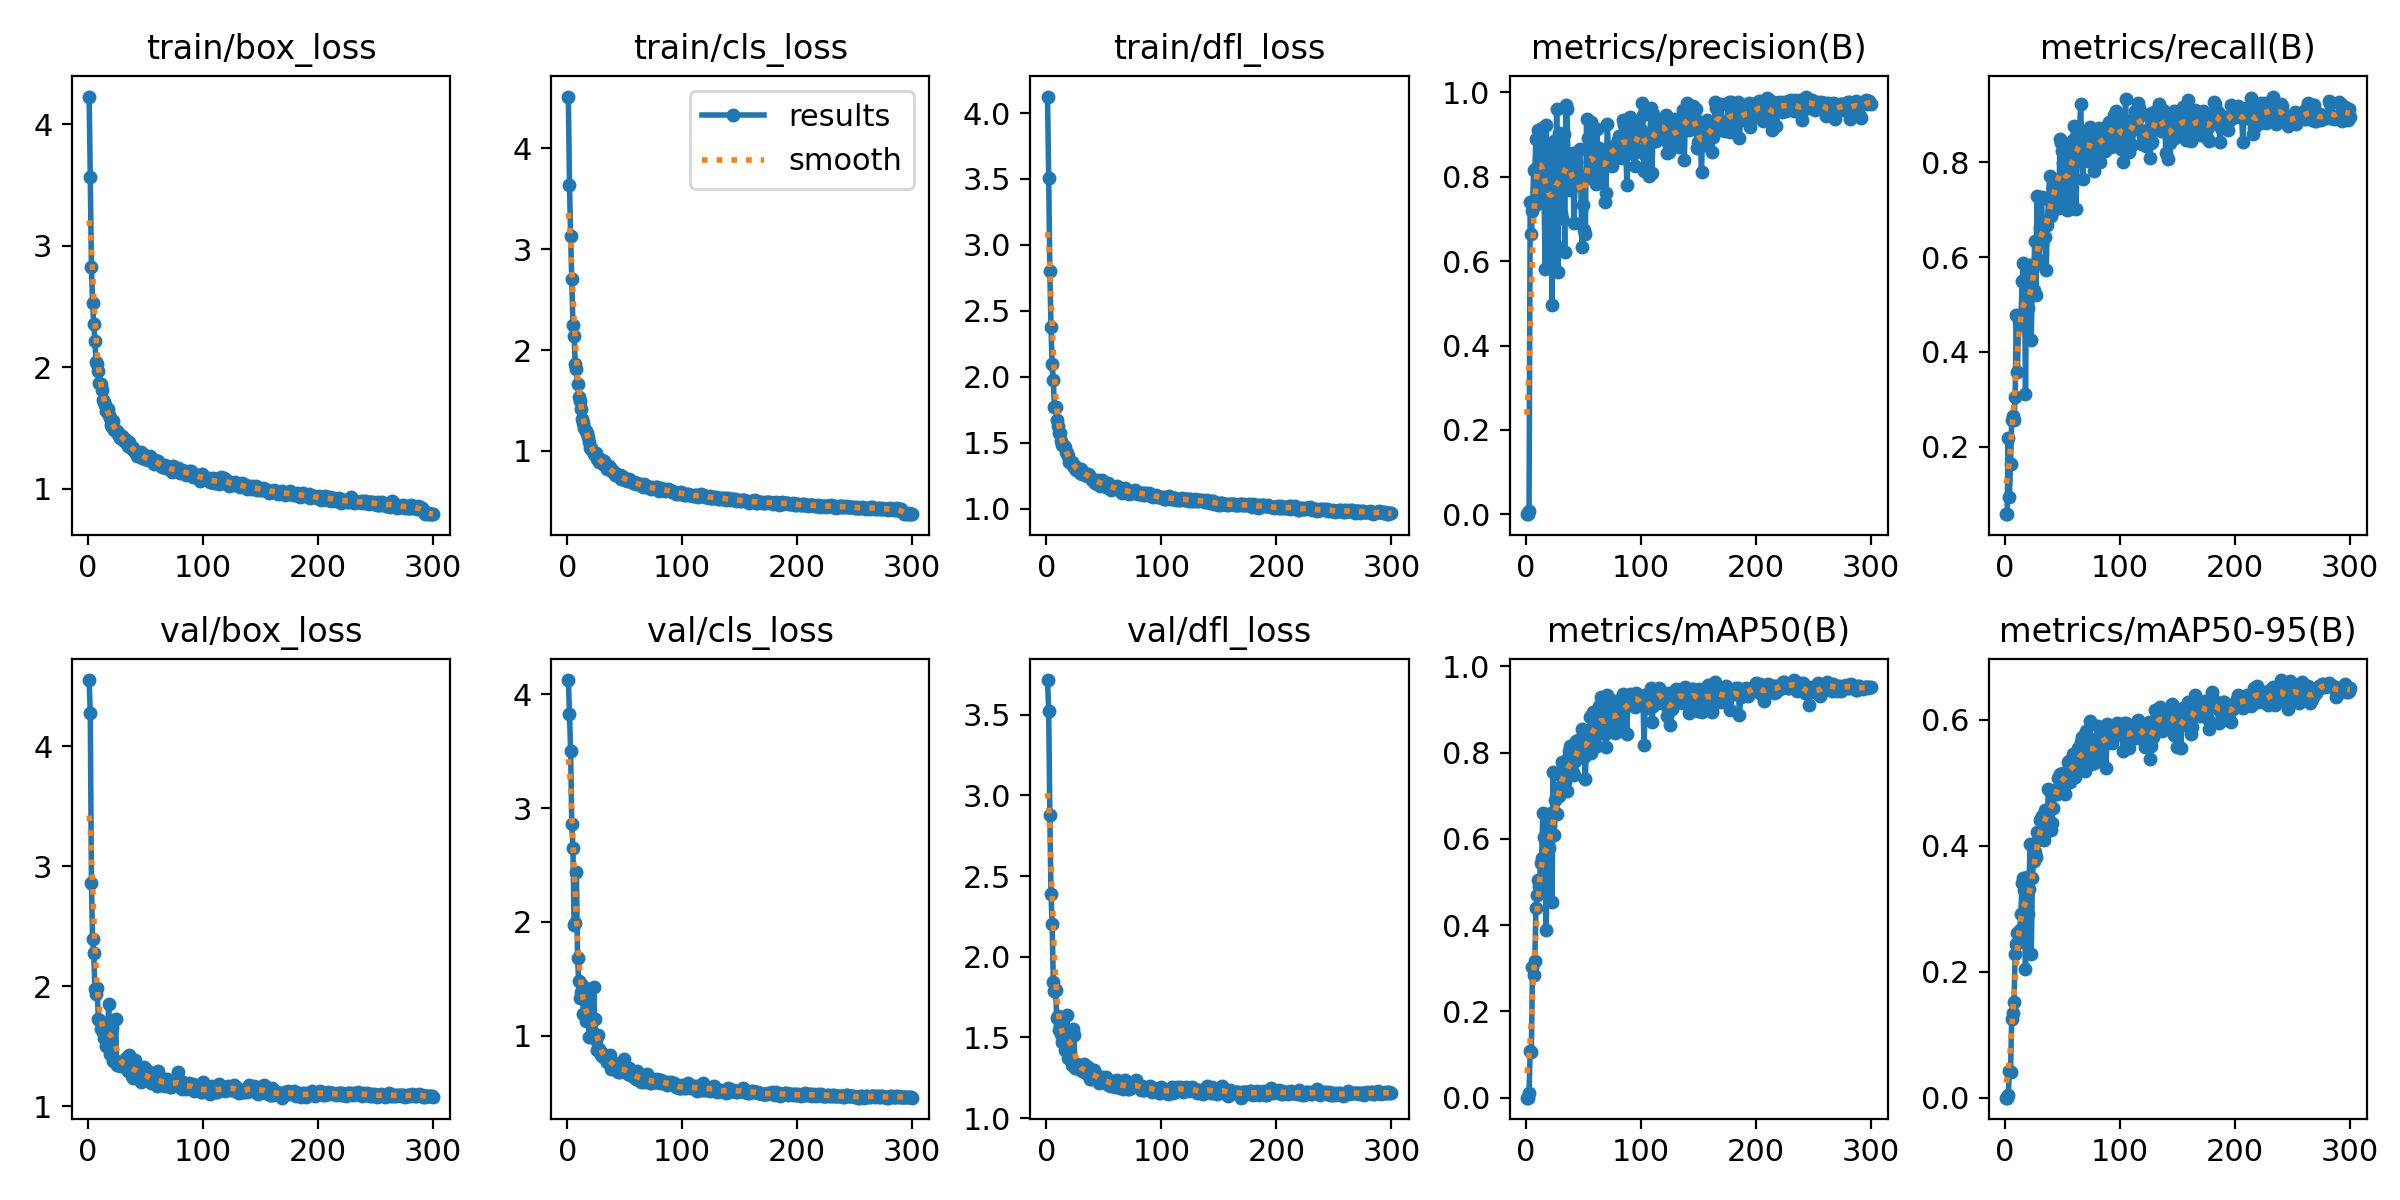 train/box_loss
4
3
2
1
0 100 200 300
train/cls_loss
results
smooth
4
3
2
1
0 100 200 300
train/dfl_loss
4.0
3.5
3.0
2.5
2.0
1.5
1.0
0 100 200 300
metrics/precision(B)
1.0
0.8
0.6
0.4
0.2
0.0
0 100 200 300
metrics/recall(B)
0.8
0.6
0.4
0.2
0 100 200 300
val/box_loss
4
3
2
1
0 100 200 300
val/cls_loss
4
3
2
1
0 100 200 300
val/dfl_loss
3.5
3.0
2.5
2.0
1.5
1.0
0 100 200 300
metrics/mAP50(B)
1.0
0.8
0.6
0.4
0.2
0.0
0 100 200 300
metrics/mAP50-95(B)
0.6
0.4
0.2
0.0
0 100 200 300